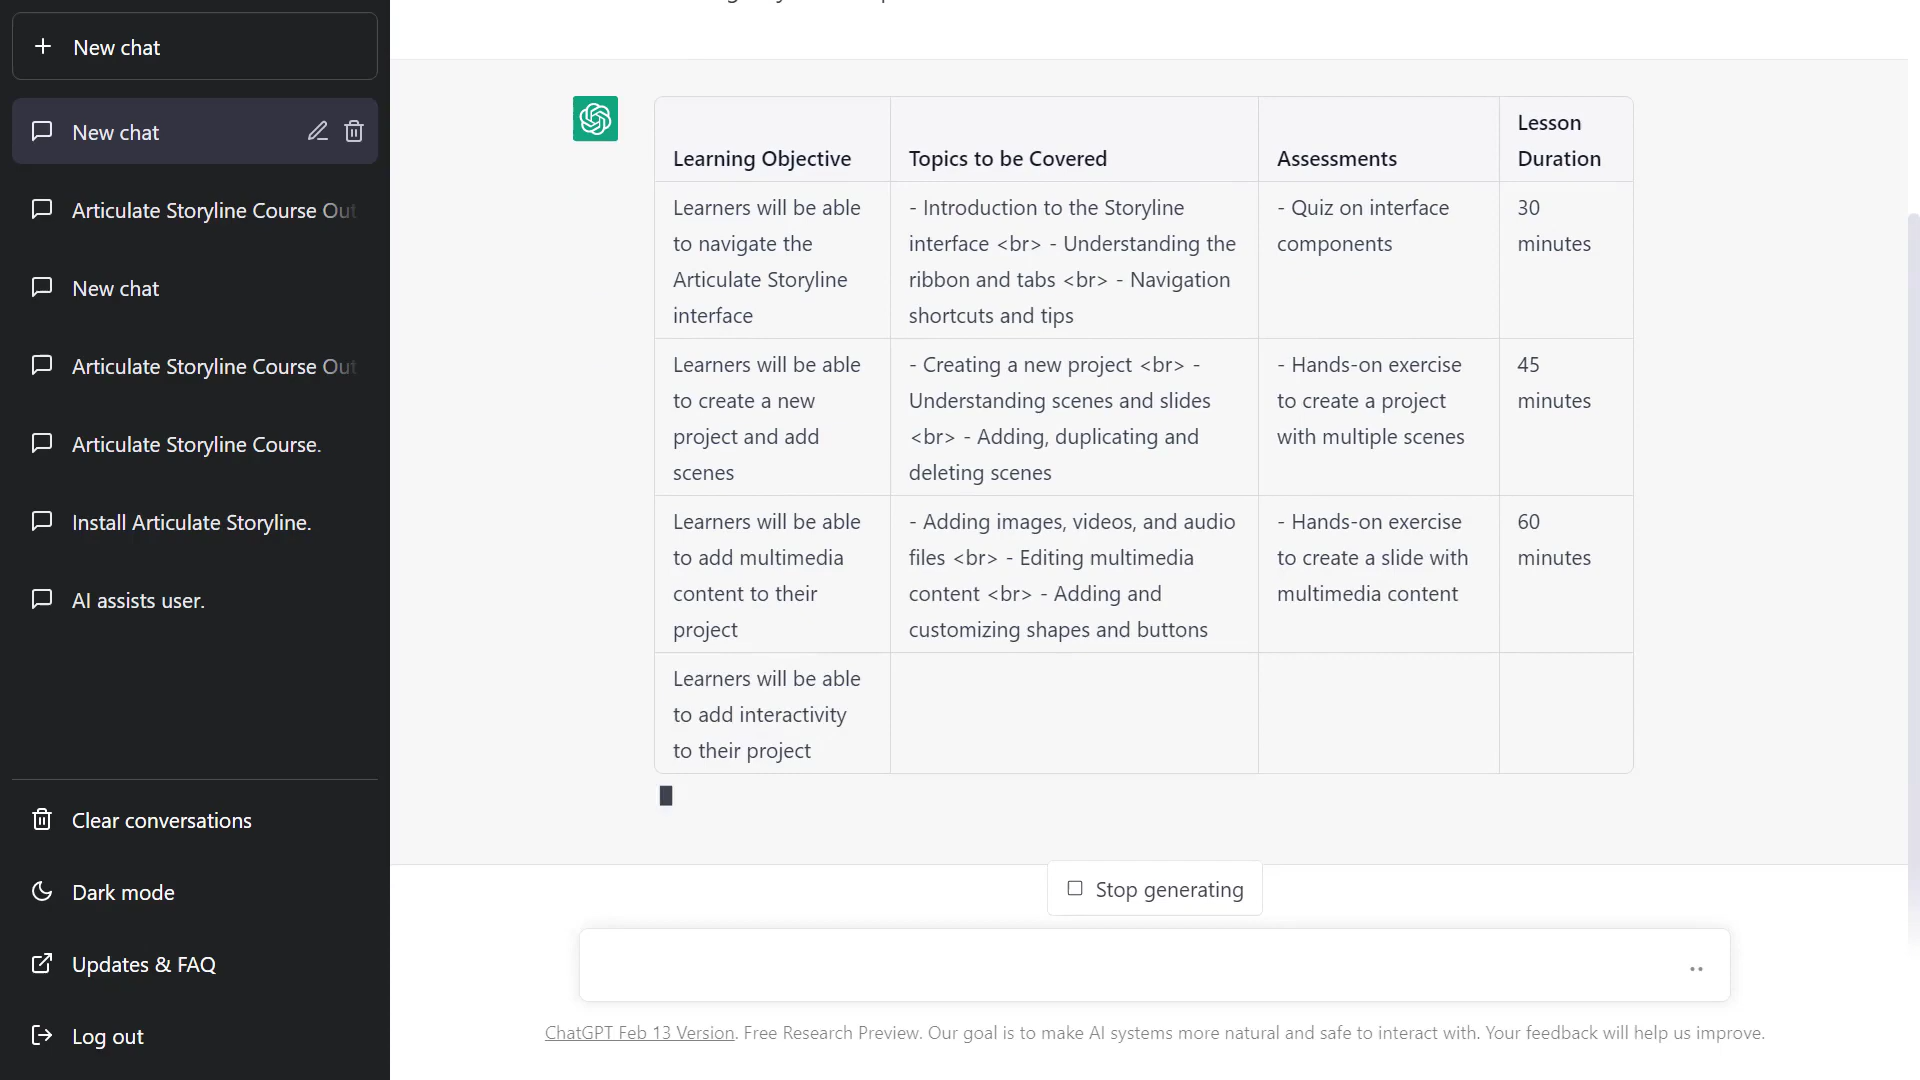 New chat
New chat
Articulate Storyline Course Out
New chat
Articulate Storyline Course Out
Articulate Storyline Course.
Install Articulate Storyline.
AI assists user.
Clear conversations
Dark mode
Updates & FAQ
Log out
Learning Objective
Topics to be Covered
Assessments
Lesson
Duration
Learners will be able
to navigate the
Articulate Storyline
interface
- Introduction to the Storyline
interface <br> - Understanding the
ribbon and tabs <br> - Navigation
shortcuts and tips
- Quiz on interface
components
30
minutes
Learners will be able
to create a new
project and add
scenes
- Creating a new project <br> -
Understanding scenes and slides
<br> - Adding, duplicating and
deleting scenes
- Hands-on exercise
to create a project
with multiple scenes
45
minutes
Learners will be able
to add multimedia
content to their
project
- Adding images, videos, and audio
files <br> - Editing multimedia
content <br> - Adding and
customizing shapes and buttons
- Hands-on exercise
to create a slide with
multimedia content
60
minutes
Learners will be able
to add interactivity
to their project
Stop generating
ChatGPT Feb 13 Version. Free Research Preview. Our goal is to make AI systems more natural and safe to interact with. Your feedback will help us improve.